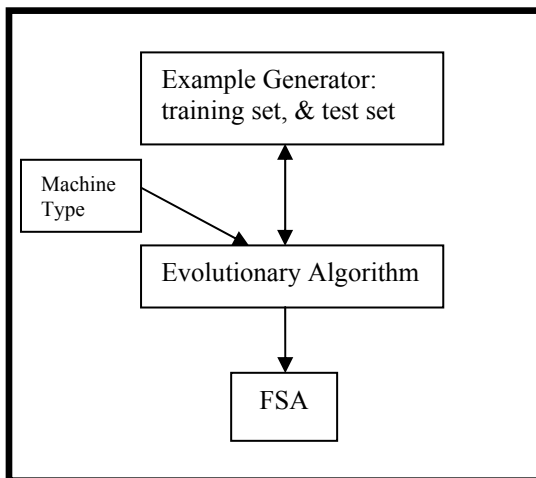 Example Generator:
training set, & test set
Machine
Type
Evolutionary Algorithm
FSA